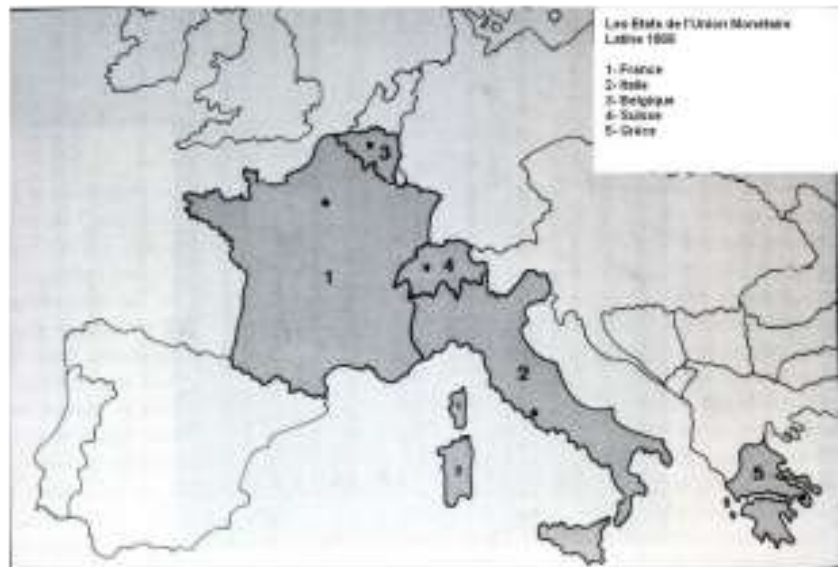 Les Etats de l'Union Monétaire
Latine
1- France
2- Italie
3- Belgique
4- Suisse
5- Grèce
3
4
1
2
5